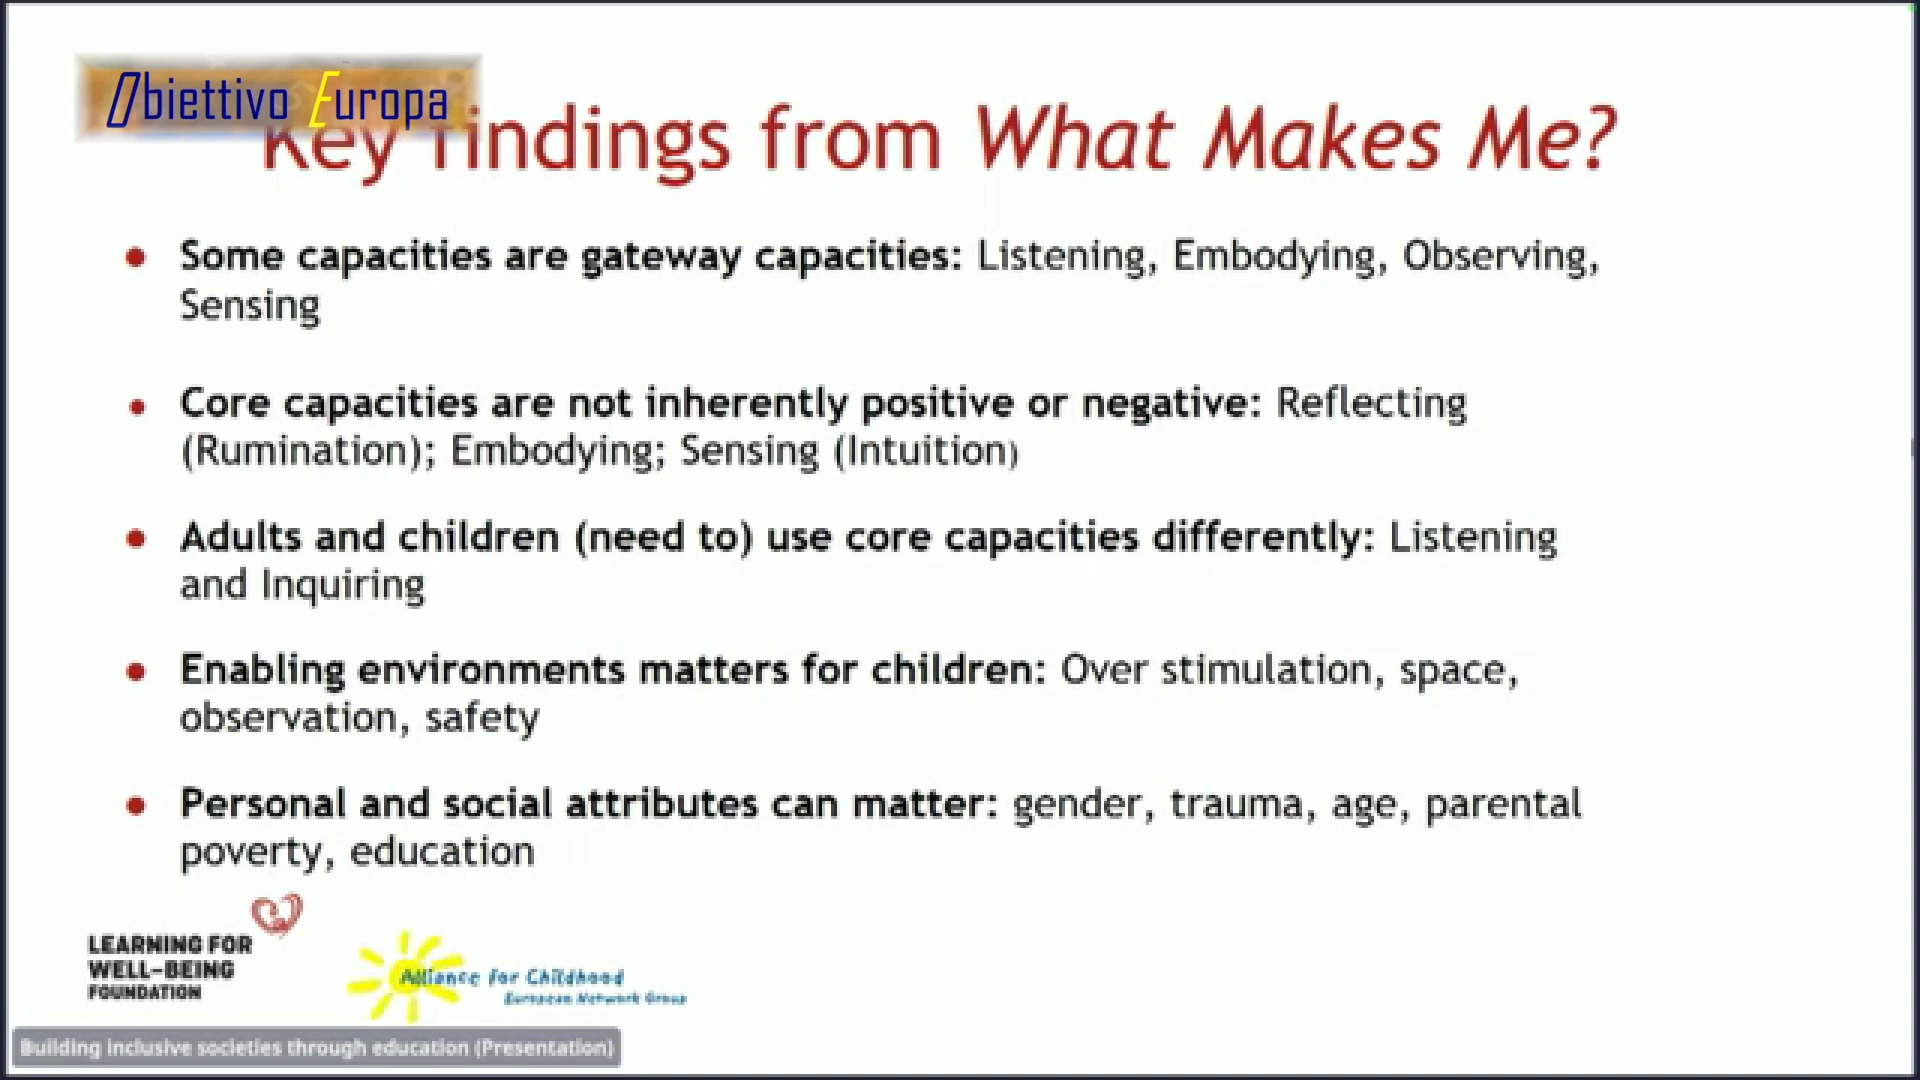 Obiettivo Europa
Key findings from What Makes Me?
• Some capacities are gateway capacities: Listening, Embodying, Observing,
Sensing
• Core capacities are not inherently positive or negative: Reflecting
(Rumination); Embodying; Sensing (Intuition)
• Adults and children (need to) use core capacities differently: Listening
and Inquiring
• Enabling environments matters for children: Over stimulation, space,
observation, safety
• Personal and social attributes can matter: gender, trauma, age, parental
poverty, education
LEARNING FOR
WELL-BEING
FOUNDATION
Alliance for Childhood
European Network Group
Building inclusive societies through education (Presentation)